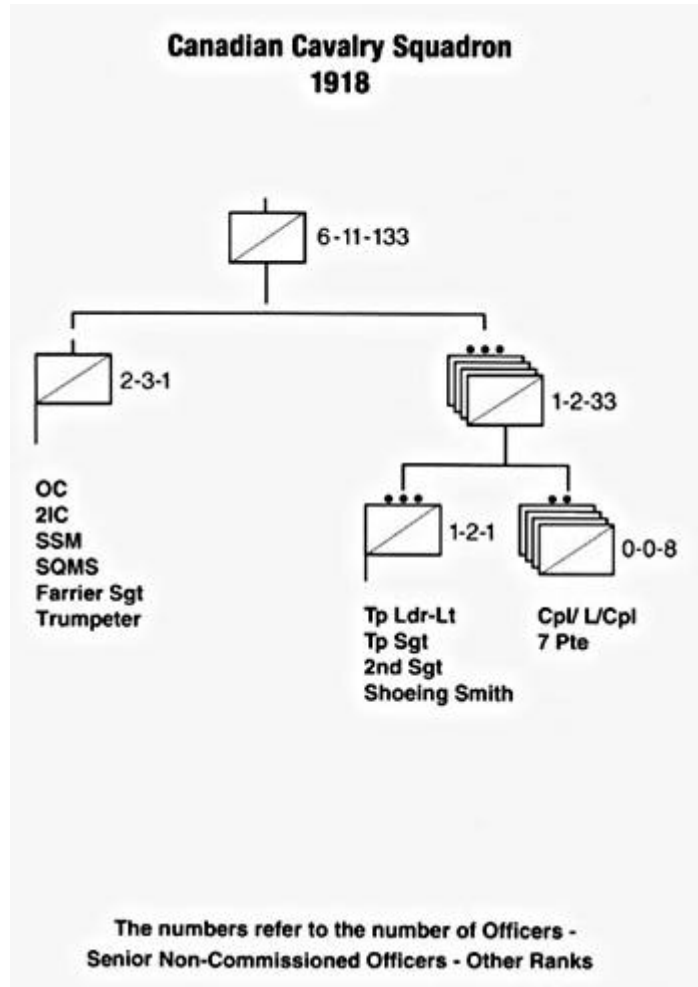 Canadian Cavalry Squadron
1918
6-11-133
2-3-1
1-2-33
OC
2IC
SSM
SQMS
Farrier Sgt
Trumpeter
1-2-1
0-0-8
Tp Ldr-Lt
Tp Sgt
2nd Sgt
Shoeing Smith
Cpl/ L/Cpl
7 Pte
The numbers refer to the number of Officers -
Senior Non-Commissioned Officers - Other Ranks